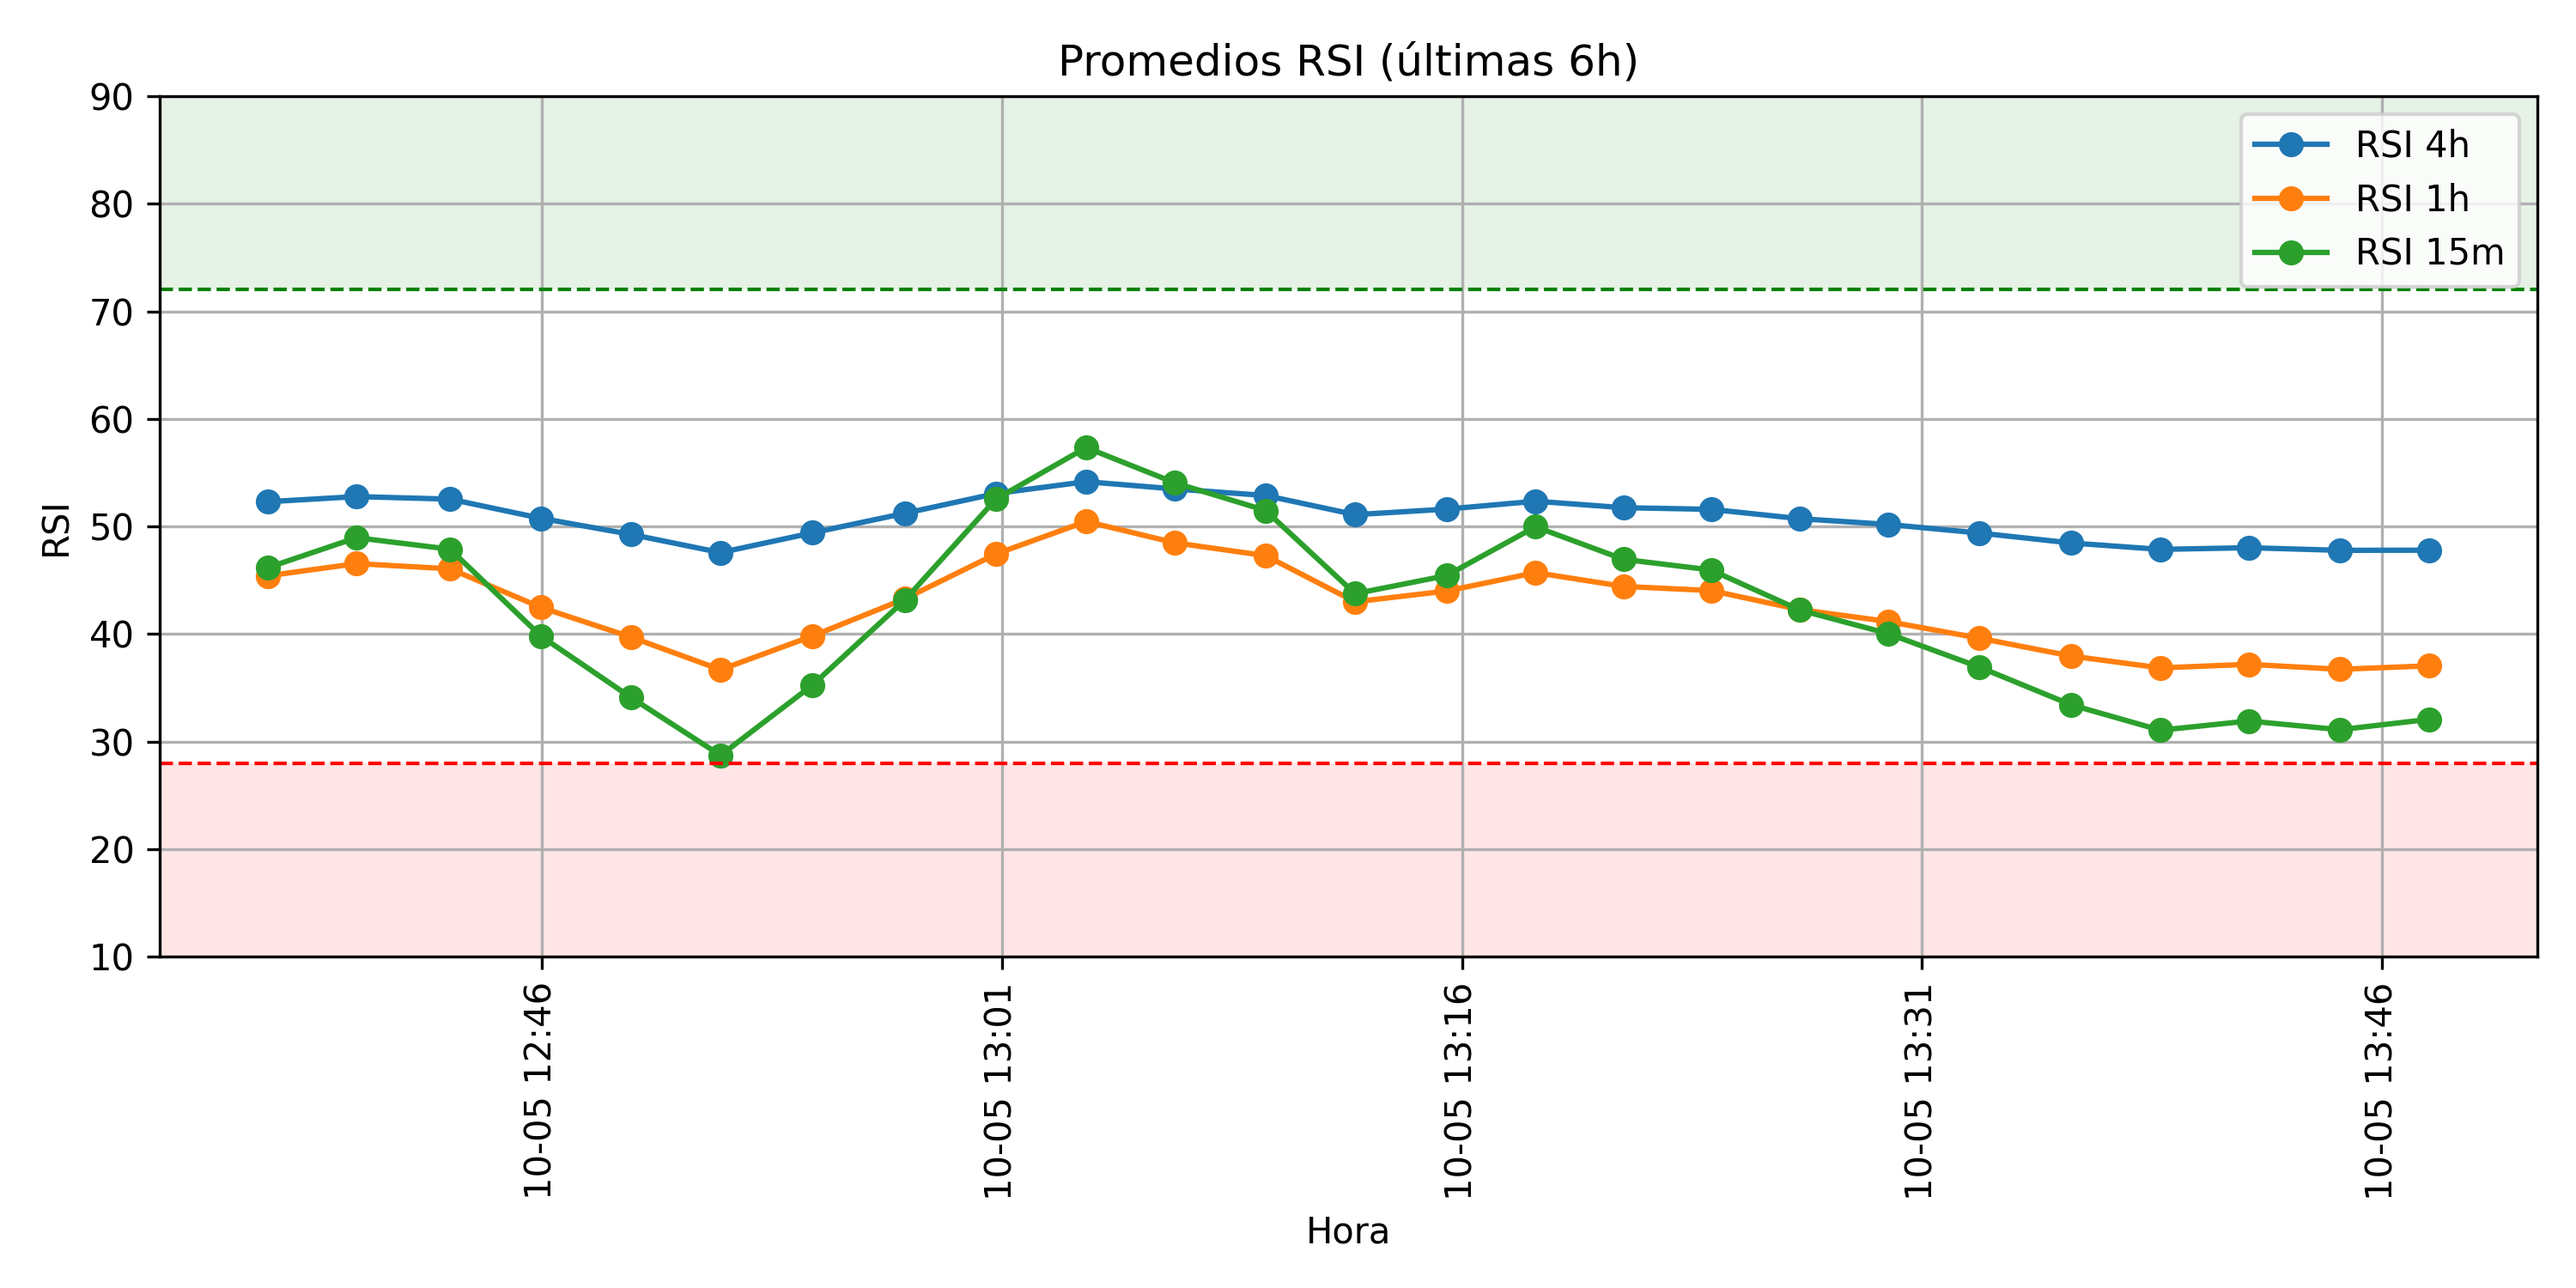 Promedios RSI (últimas 6h)
90
80
70
60
50
40
30
20
10
RSI
RSI 4h
RSI 1h
RSI 15m
10-05 12:46
10-05 13:01
10-05 13:16
10-05 13:31
10-05 13:46
Hora